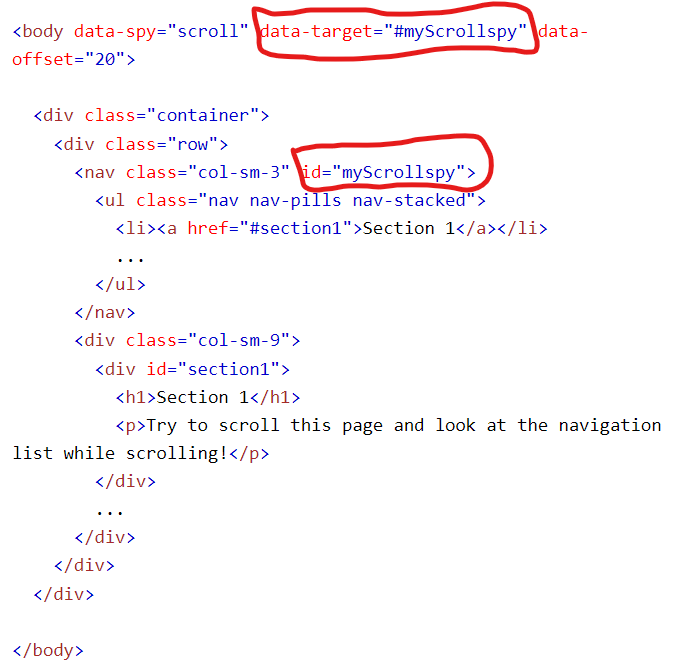 <body data-spy="scroll" data-target="#myScrollspy" data-
offset="20">
<div class="container">
<div class="row">
<nav class="col-sm-3" id="myScrollspy">
<ul class="nav nav-pills nav-stacked">
<li><a href="#section1">Section 1</a></li>
...
</ul>
</nav>
<div class="col-sm-9">
<div id="section1">
<h1>Section 1</h1>
<p>Try to scroll this page and look at the navigation
list while scrolling!</p>
</div>
...
</div>
</div>
</div>
</body>